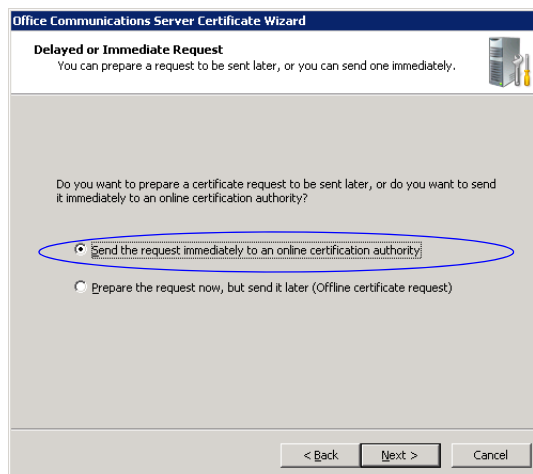 Office Communications Server Certificate Wizard
Delayed or Immediate Request
You can prepare a request to be sent later, or you can send one immediately.
Do you want to prepare a certificate request to be sent later, or do you want to send
it immediately to an online certification authority?
Send the request immediately to an online certification authority
Prepare the request now, but send it later (Offline certificate request)
< Back Next > Cancel